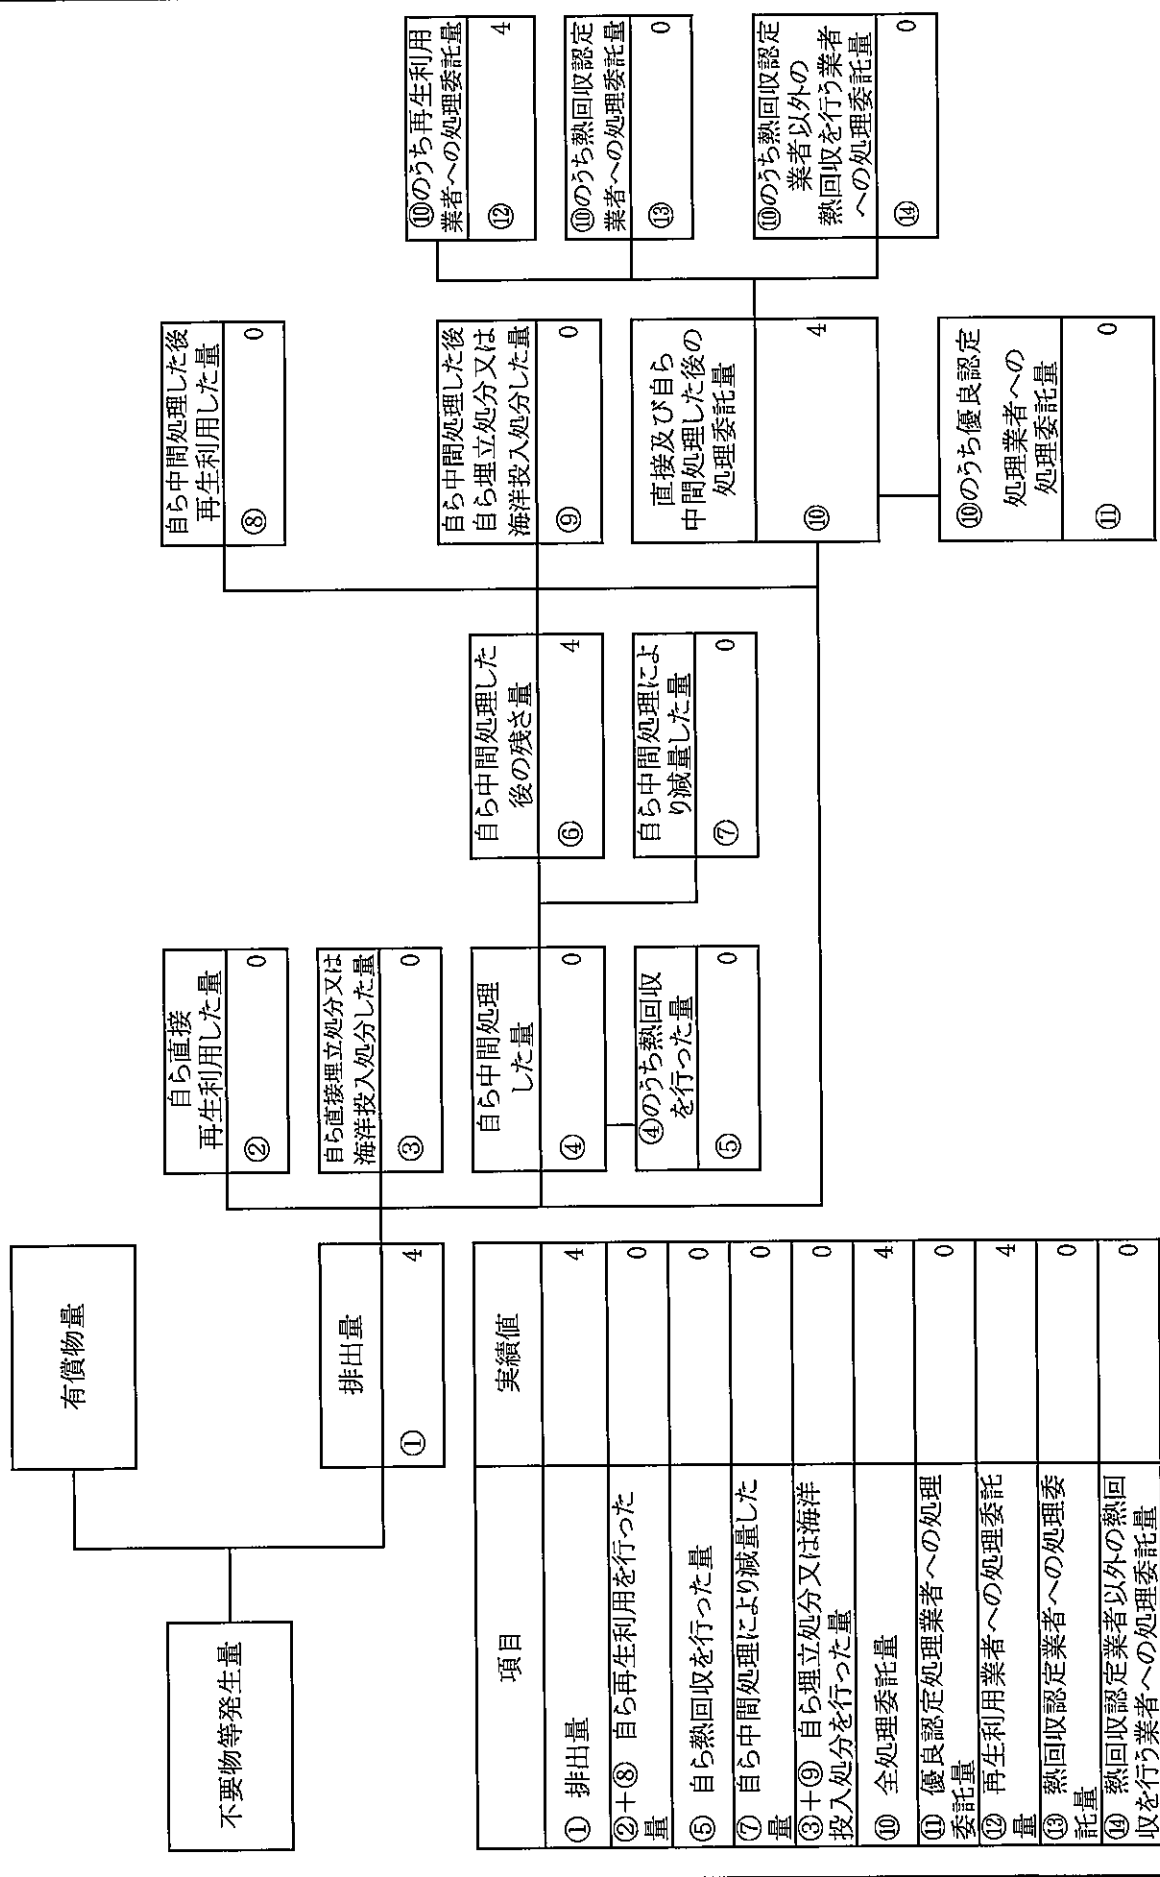 不要物等発生量
有償物量
排出量
① 4
自ら直接
再生利用した量
② 0
自ら直接埋立処分又は
海洋投入処分した量
③ 0
自ら中間処理
した量
④ 0
④のうち熱回収
を行った量
⑤ 0
自ら中間処理した
後の残さ量
⑥ 4
自ら中間処理によ
り減量した量
⑦ 0
自ら中間処理した後
再生利用した量
⑧ 0
自ら中間処理した後
自ら埋立処分又は
海洋投入処分した量
⑨ 0
直接及び自ら
中間処理した後の
処理委託量
⑩ 4
⑩のうち優良認定
処理業者への
処理委託量
⑪ 0
⑩のうち再生利用
業者への処理委託量
⑫ 4
⑩のうち熱回収認定
業者への処理委託量
⑬ 0
⑩のうち熱回収認定
業者以外の
熱回収を行う業者
への処理委託量
⑭ 0
項目 実績値
① 排出量 4
②+⑧ 自ら再生利用を行った
量 0
⑤ 自ら熱回収を行った量 0
⑦ 自ら中間処理により減量した
量 0
③+⑨ 自ら埋立処分又は海洋
投入処分を行った量 0
⑩ 全処理委託量 4
⑪ 優良認定処理業者への処理
委託量 0
⑫ 再生利用業者への処理委託
量 4
⑬ 熱回収認定業者への処理委
託量 0
⑭ 熱回収認定業者以外の熱回
収を行う業者への処理委託量 0